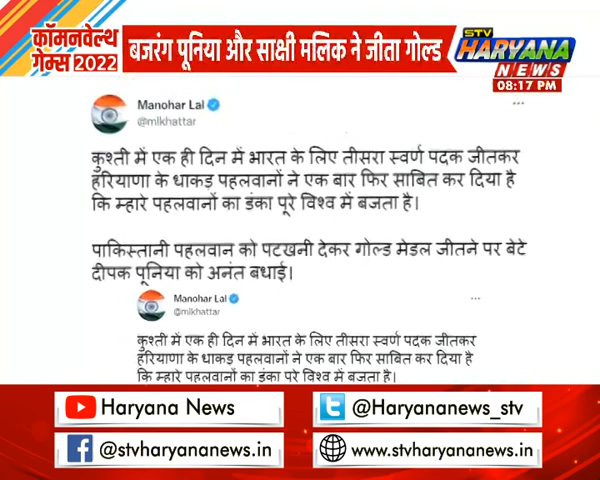 कॉमनवेल्थ
गेम्स 2022
बजरंग पूनिया और साक्षी मलिक ने जीता गोल्ड
STV
HARYANA
NEWS
08:17 PM
Manohar Lal
@mlkhattar
कुश्ती में एक ही दिन में भारत के लिए तीसरा स्वर्ण पदक जीतकर
हरियाणा के धाकड़ पहलवानों ने एक बार फिर साबित कर दिया है
कि म्हारे पहलवानों का डंका पूरे विश्व में बजता है।
पाकिस्तानी पहलवान को पटखनी देकर गोल्ड मेडल जीतने पर बेटे
दीपक पूनिया को अनंत बधाई।
Manohar Lal
@mlkhattar
कुश्ती में एक ही दिन में भारत के लिए तीसरा स्वर्ण पदक जीतकर
हरियाणा के धाकड़ पहलवानों ने एक बार फिर साबित कर दिया है
कि म्हारे पहलवानों का डंका पूरे विश्व में बजता है।
Haryana News
@Haryananews_stv
@stvharyananews.in
www.stvharyananews.in